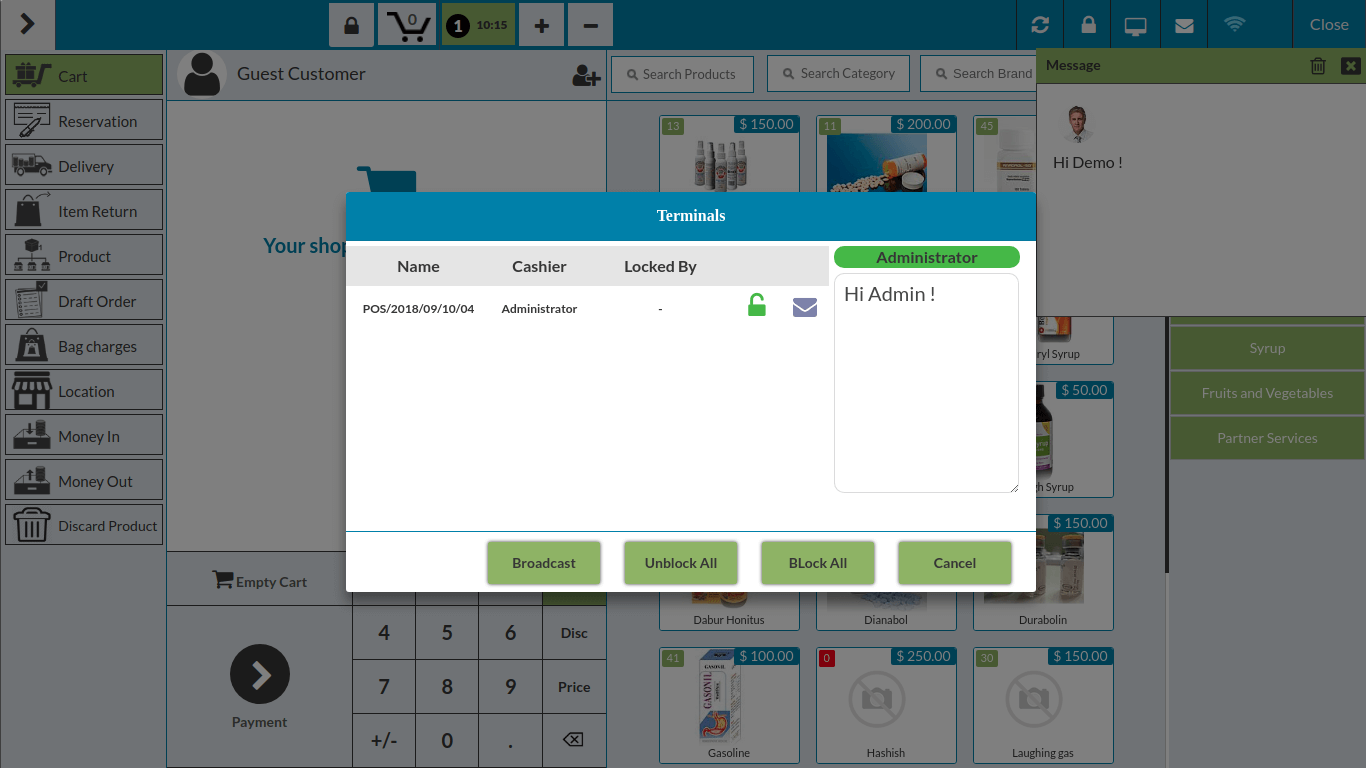 0
1 10:15
+
−
Close
Cart
Reservation
Delivery
Item Return
Product
Draft Order
Bag charges
Location
Money In
Money Out
Discard Product
Guest Customer
Your shop
Empty Cart
Payment
4 5 6 Disc
7 8 9 Price
+/- 0 .
Search Products
Search Category
Search Brand
13 $ 150.00
11 $ 200.00
45
Message
Hi Demo !
Terminals
Name Cashier Locked By
POS/2018/09/10/04 Administrator -
Administrator
Hi Admin !
Broadcast Unblock All BLock All Cancel
ryl Syrup
$ 50.00
h Syrup
$ 150.00
Dabur Honitus
Dianabol
Durabolin
41 $ 100.00
GASONIL
Gasoline
0 $ 250.00
Hashish
30 $ 150.00
Laughing gas
Syrup
Fruits and Vegetables
Partner Services